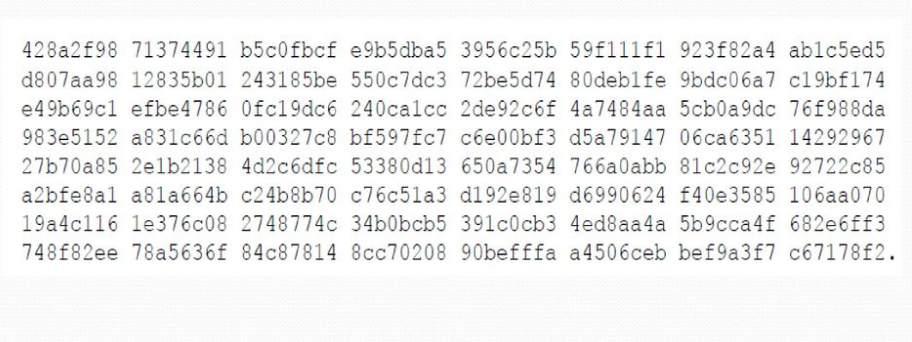 428a2f98 71374491 b5c0fbcf e9b5dba5 3956c25b 59f111f1 923f82a4 ab1c5ed5
d807aa98 12835b01 243185be 550c7dc3 72be5d74 80deb1fe 9bdc06a7 c19bf174
e49b69c1 efbe4786 0fc19dc6 240ca1cc 2de92c6f 4a7484aa 5cb0a9dc 76f988da
983e5152 a831c66d b00327c8 bf597fc7 c6e00bf3 d5a79147 06ca6351 14292967
27b70a85 2e1b2138 4d2c6dfc 53380d13 650a7354 766a0abb 81c2c92e 92722c85
a2bfe8a1 a81a664b c24b8b70 c76c51a3 d192e819 d6990624 f40e3585 106aa070
19a4c116 1e376c08 2748774c 34b0bcb5 391c0cb3 4ed8aa4a 5b9cca4f 682e6ff3
748f82ee 78a5636f 84c87814 8cc70208 90befffa a4506ceb bef9a3f7 c67178f2.